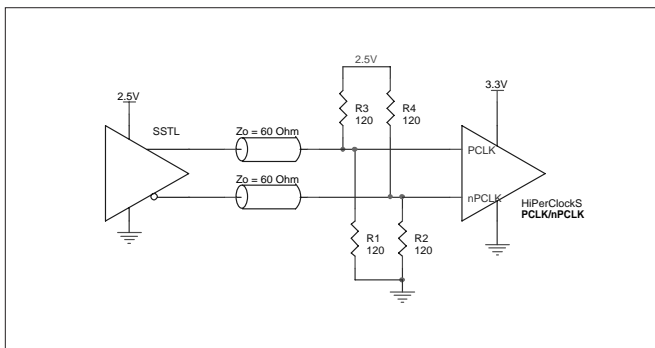 2.5V
3.3V
2.5V
SSTL
R3
120
R4
120
Zo = 60 Ohm
PCLK
Zo = 60 Ohm
nPCLK
HiPerClockS
PCLK/nPCLK
R1
120
R2
120